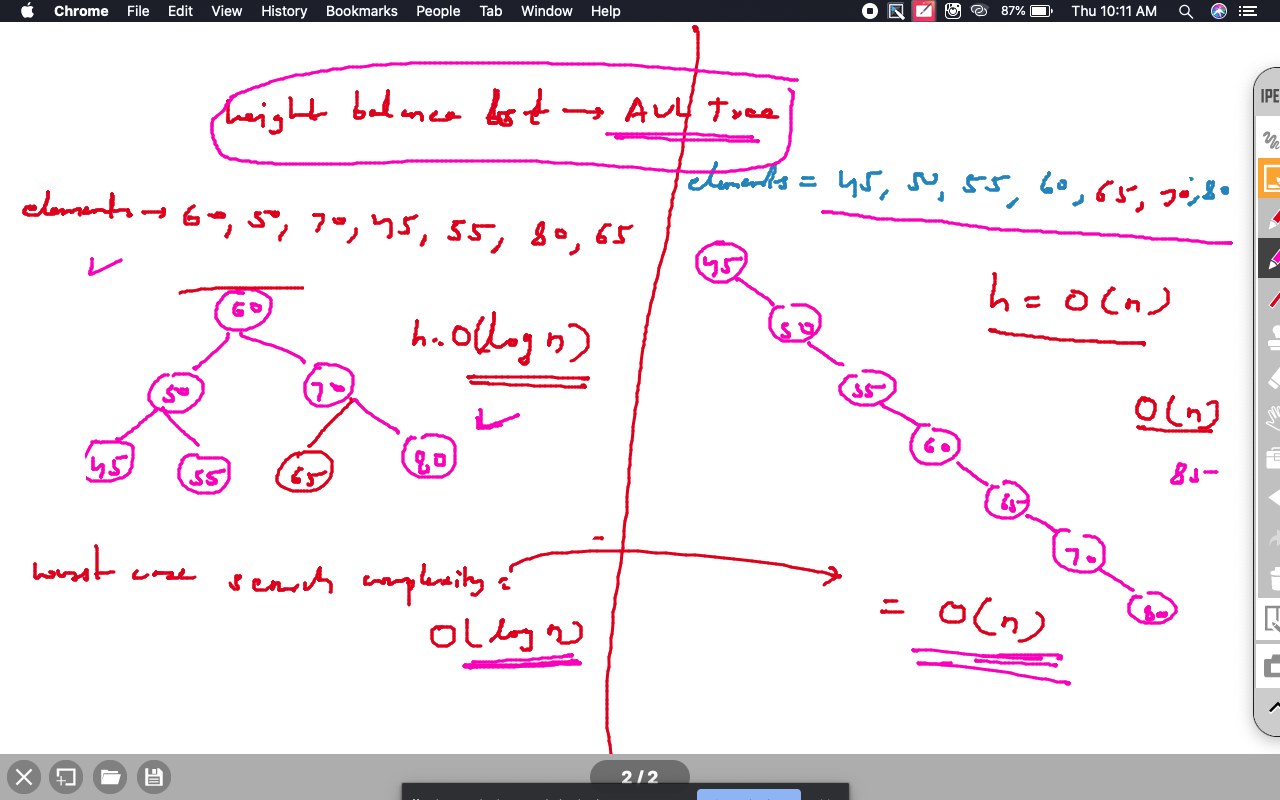 Chrome File Edit View History Bookmarks People Tab Window Help 87% Thu 10:11 AM
height balance bst → AVL Tree
elements = 45, 50, 55, 60, 65, 70, 80
elements → 60, 50, 70, 45, 55, 80, 65
45
60
50
h = O(n)
h = O(log n)
50
70
55
O(n)
45
55
65
80
60
85
65
70
worst case search complexity =
80
O(log n)
= O(n)
2 / 2